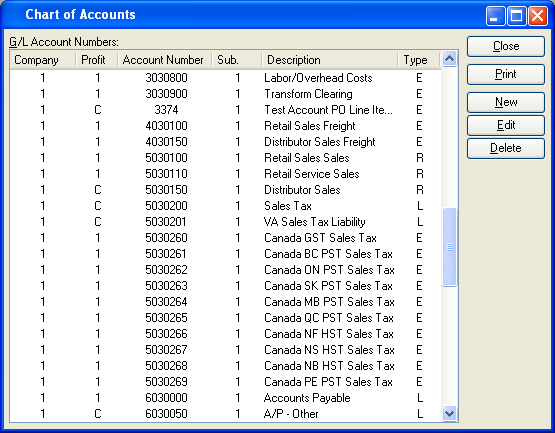 Chart of Accounts
G/L Account Numbers:
Company Profit Account Number Sub. Description Type
1 1 3030800 1 Labor/Overhead Costs E
1 1 3030900 1 Transform Clearing E
1 C 3374 1 Test Account PO Line Ite... E
1 1 4030100 1 Retail Sales Freight E
1 1 4030150 1 Distributor Sales Freight E
1 1 5030100 1 Retail Sales Sales R
1 1 5030110 1 Retail Service Sales R
1 C 5030150 1 Distributor Sales R
1 C 5030200 1 Sales Tax L
1 C 5030201 1 VA Sales Tax Liability L
1 1 5030260 1 Canada GST Sales Tax E
1 1 5030261 1 Canada BC PST Sales Tax E
1 1 5030262 1 Canada ON PST Sales Tax E
1 1 5030263 1 Canada SK PST Sales Tax E
1 1 5030264 1 Canada MB PST Sales Tax E
1 1 5030265 1 Canada QC PST Sales Tax E
1 1 5030266 1 Canada NF HST Sales Tax E
1 1 5030267 1 Canada NS HST Sales Tax E
1 1 5030268 1 Canada NB HST Sales Tax E
1 1 5030269 1 Canada PE PST Sales Tax E
1 1 6030000 1 Accounts Payable L
1 C 6030050 1 A/P - Other L
Close
Print
New
Edit
Delete